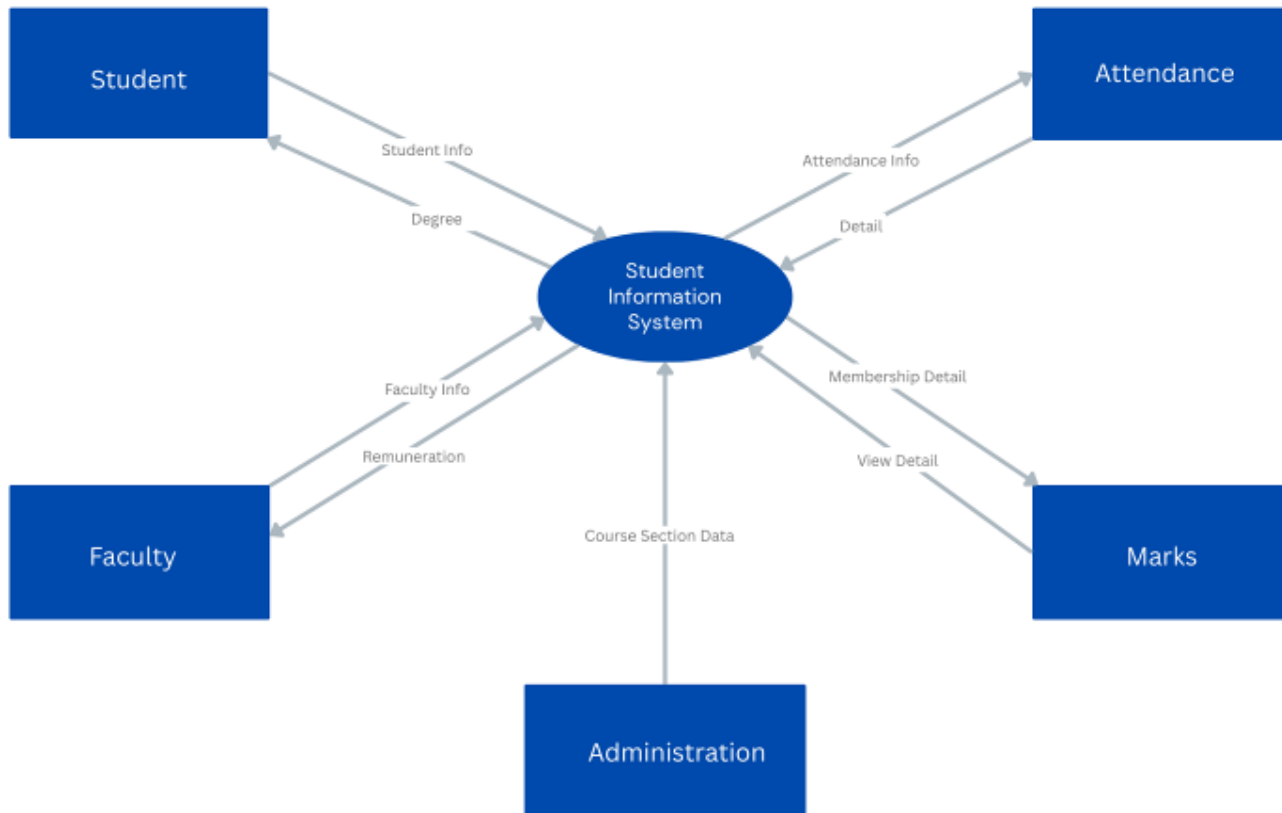 Student
Attendance
Student Info
Attendance Info
Degree
Detail
Student
Information
System
Faculty Info
Membership Detail
Remuneration
View Detail
Course Section Data
Faculty
Marks
Administration